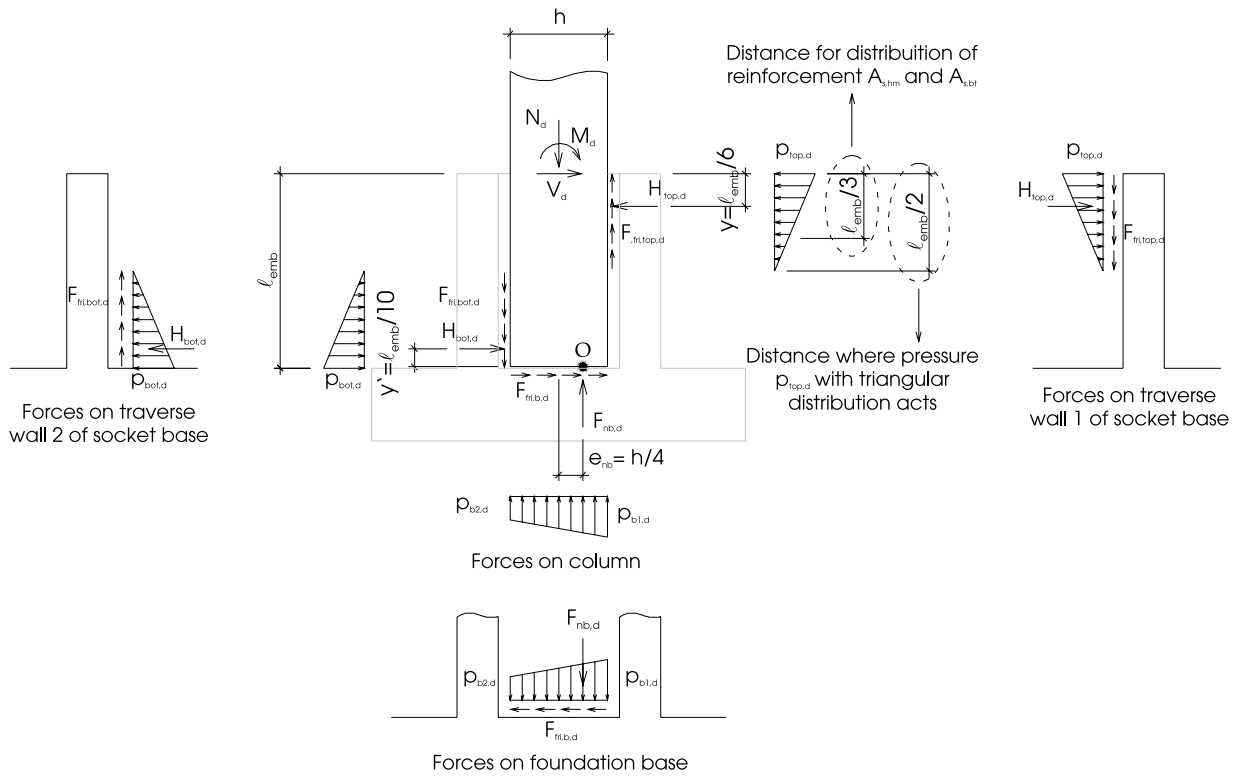 h
Distance for distribuition of
reinforcement A_s,hm and A_s,bt
N_d
M_d
V_d
y=ℓ_emb/6
H_top,d
F_,fri,top,d
p_top,d
ℓ_emb/3
ℓ_emb/2
p_top,d
H_top,d
F_fri,top,d
ℓ_emb
F_fri,bot,d
H_bot,d
p_bot,d
p_bot,d
y`=ℓ_emb/10
F_fri,bot,d
H_bot,d
O
F_fri,b,d
F_nb,d
e_nb= h/4
Distance where pressure
p_top,d with triangular
distribution acts
Forces on traverse
wall 2 of socket base
Forces on traverse
wall 1 of socket base
p_b2,d
p_b1,d
Forces on column
F_nb,d
p_b2,d
p_b1,d
F_fri,b,d
Forces on foundation base